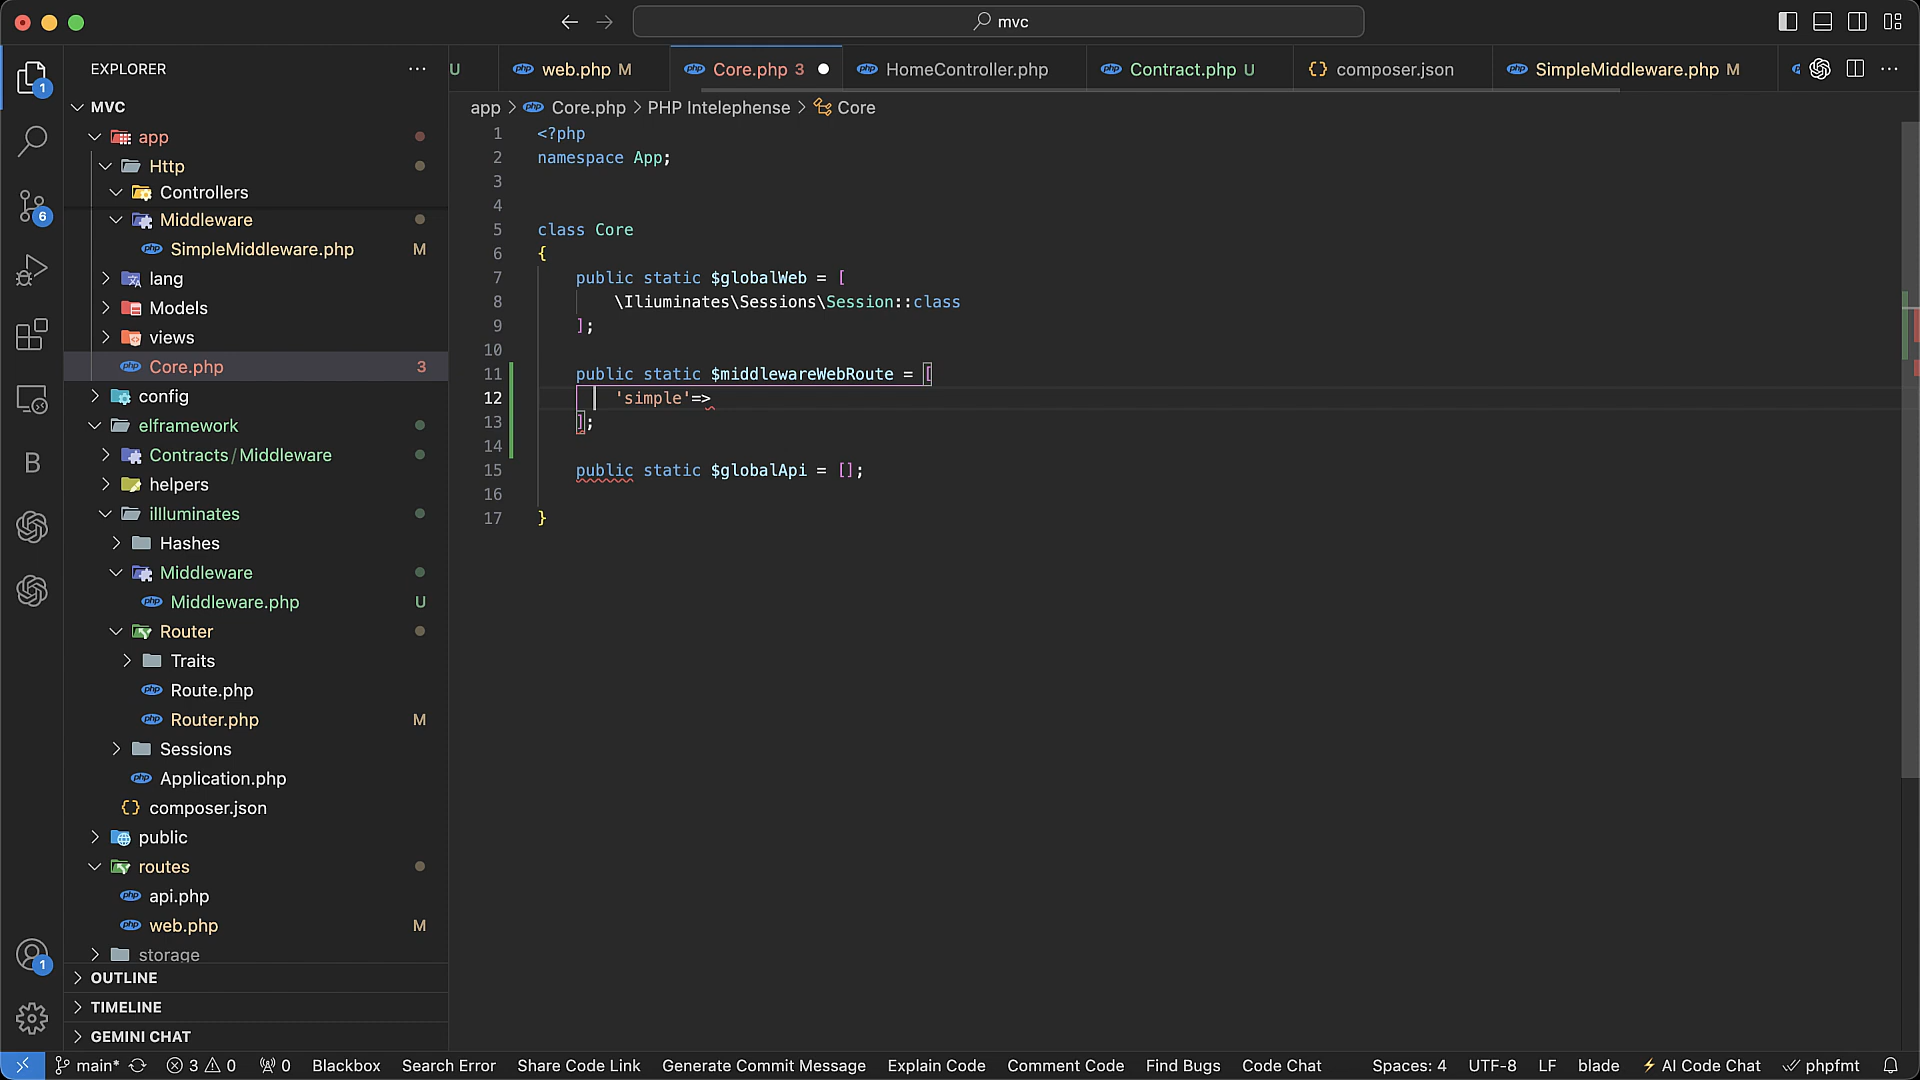 mvc
EXPLORER
MVC
app
Http
Controllers
Middleware
SimpleMiddleware.php M
lang
Models
views
Core.php 3
config
elframework
Contracts/Middleware
helpers
illluminates
Hashes
Middleware
Middleware.php U
Router
Traits
Route.php
Router.php M
Sessions
Application.php
composer.json
public
routes
api.php
web.php M
storage
OUTLINE
TIMELINE
GEMINI CHAT
1
6
B
1
U web.php M Core.php 3 HomeController.php Contract.php U composer.json SimpleMiddleware.php M
app > Core.php > PHP Intelephense > Core
1 <?php
2 namespace App;
3
4
5 class Core
6 {
7 public static $globalWeb = [
8 \Iliuminates\Sessions\Session::class
9 ];
10
11 public static $middlewareWebRoute = [
12 'simple'=>
13 ];
14
15 public static $globalApi = [];
16
17 }
main* 3 0 0 Blackbox Search Error Share Code Link Generate Commit Message Explain Code Comment Code Find Bugs Code Chat Spaces: 4 UTF-8 LF blade AI Code Chat phpfmt